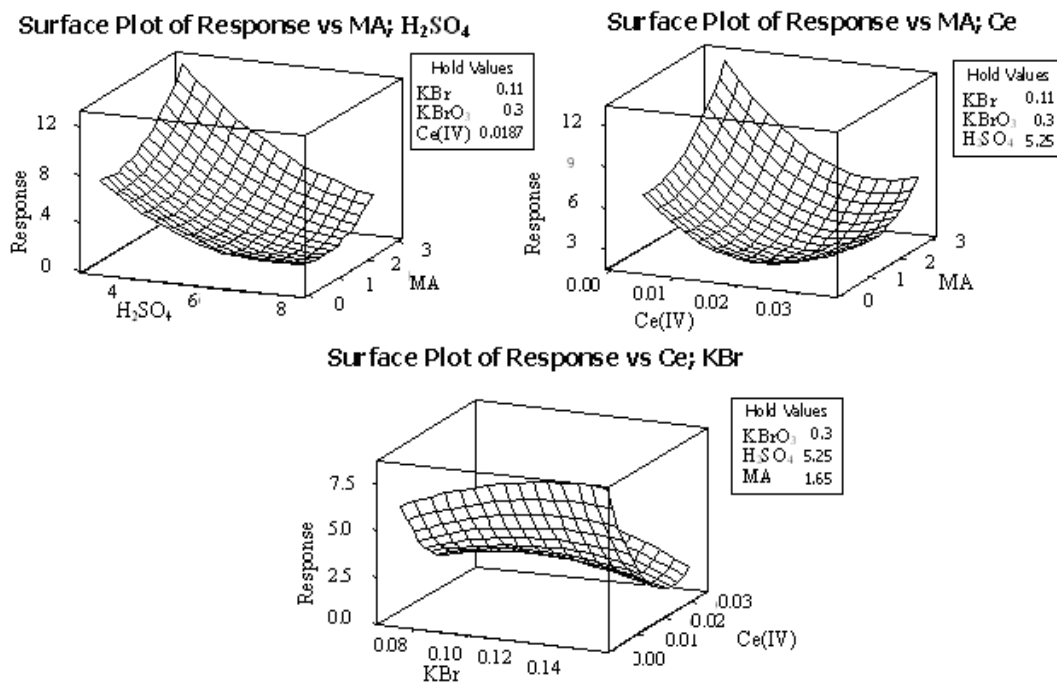 Surface Plot of Response vs MA; H₂SO₄
Hold Values
KBr 0.11
KBrO₃ 0.3
Ce(IV) 0.0187
12
8
4
0
Response
4
6
8
H₂SO₄
0
1
2
3
MA
Surface Plot of Response vs MA; Ce
Hold Values
KBr 0.11
KBrO₃ 0.3
H₂SO₄ 5.25
12
9
6
3
Response
0.00
0.01
0.02
0.03
Ce(IV)
0
1
2
3
MA
Surface Plot of Response vs Ce; KBr
Hold Values
KBrO₃ 0.3
H₂SO₄ 5.25
MA 1.65
7.5
5.0
2.5
0.0
Response
0.08
0.10
0.12
0.14
KBr
0.00
0.01
0.02
0.03
Ce(IV)